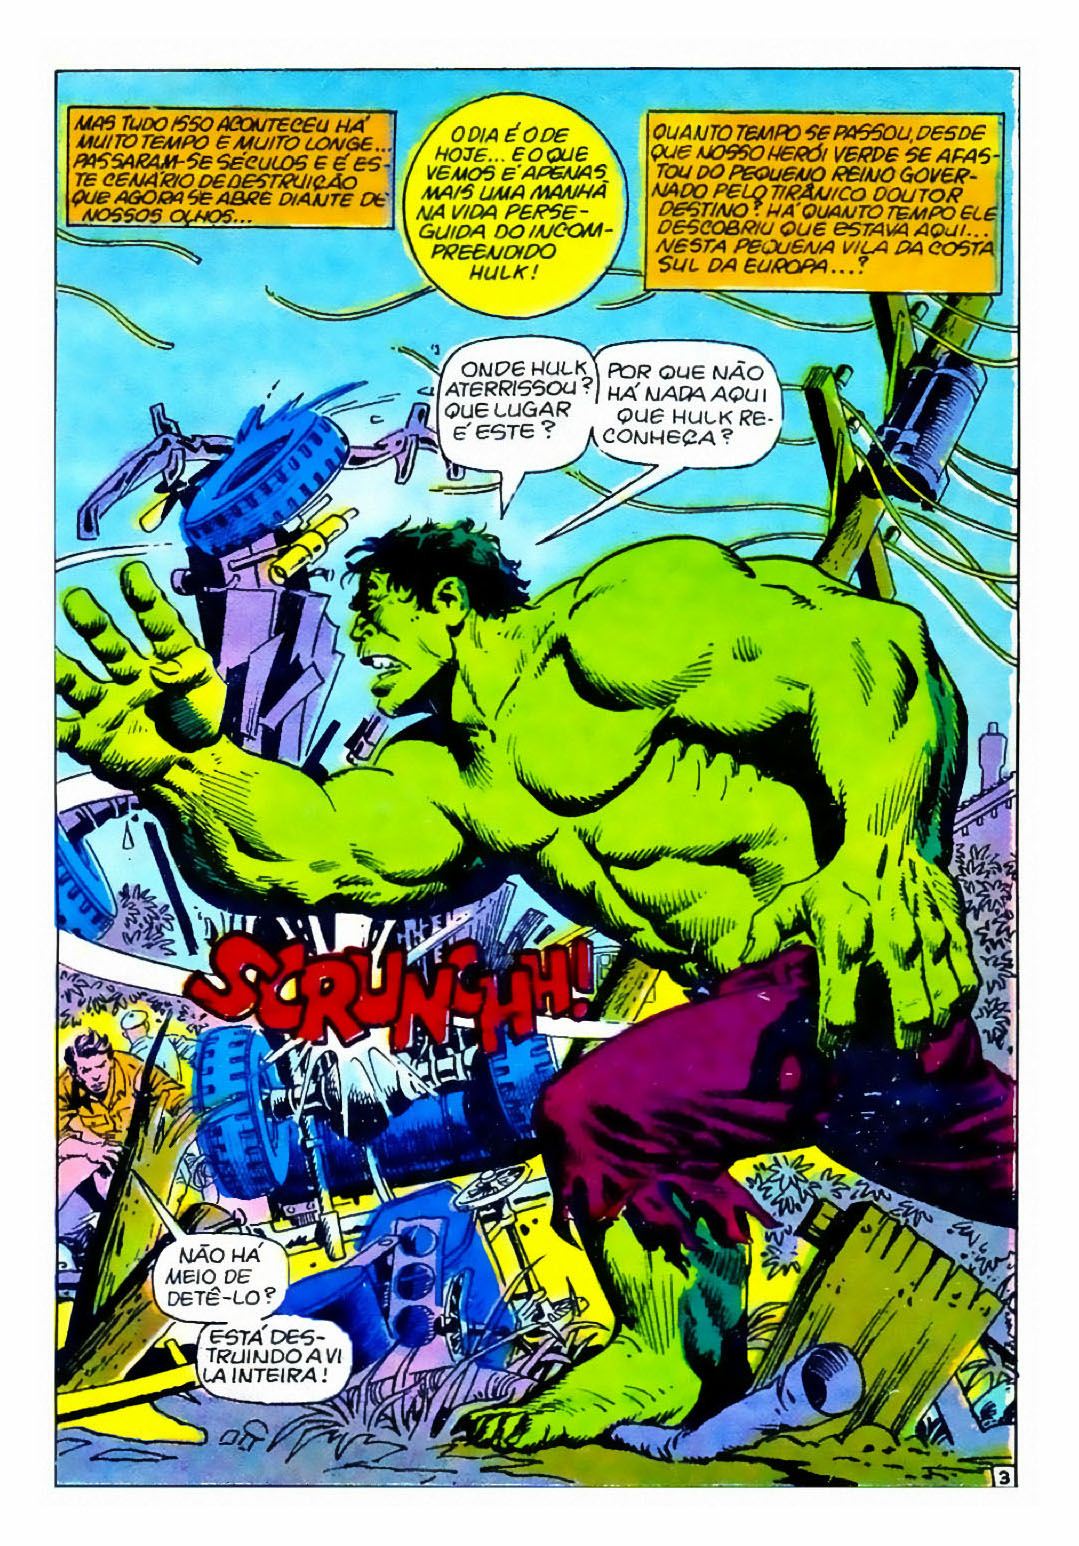 MAS TUDO ISSO ACONTECEU HÁ
MUITO TEMPO E MUITO LONGE...
PASSARAM-SE SÉCULOS E É ES-
TE CENÁRIO DE DESTRUIÇÃO
QUE AGORA SE ABRE DIANTE DE
NOSSOS OLHOS...
O DIA É O DE
HOJE... E O QUE
VEMOS É APENAS
MAIS UMA MANHÃ
NA VIDA PERSE-
GUIDA DO INCOM-
PREENDIDO
HULK!
QUANTO TEMPO SE PASSOU, DESDE
QUE NOSSO HERÓI VERDE SE AFAS-
TOU DO PEQUENO REINO GOVER-
NADO PELO TIRÂNICO DOUTOR
DESTINO? HÁ QUANTO TEMPO ELE
DESCOBRIU QUE ESTAVA AQUI...
NESTA PEQUENA VILA DA COSTA
SUL DA EUROPA...?
ONDE HULK
ATERRISSOU?
QUE LUGAR
É ESTE?
POR QUE NÃO
HÁ NADA AQUI
QUE HULK RE-
CONHEÇA?
SCRUNCHH!
NÃO HÁ
MEIO DE
DETÊ-LO?
ESTÁ DES-
TRUINDO A VI
LA INTEIRA!
3